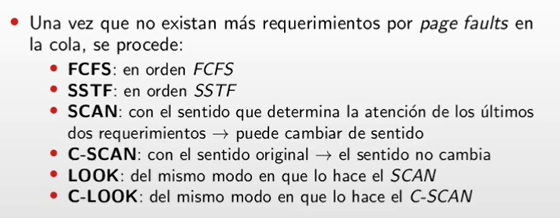 • Una vez que no existan más requerimientos por page faults en
la cola, se procede:
• FCFS: en orden FCFS
• SSTF: en orden SSTF
• SCAN: con el sentido que determina la atención de los últimos
dos requerimientos → puede cambiar de sentido
• C-SCAN: con el sentido original → el sentido no cambia
• LOOK: del mismo modo en que lo hace el SCAN
• C-LOOK: del mismo modo en que lo hace el C-SCAN